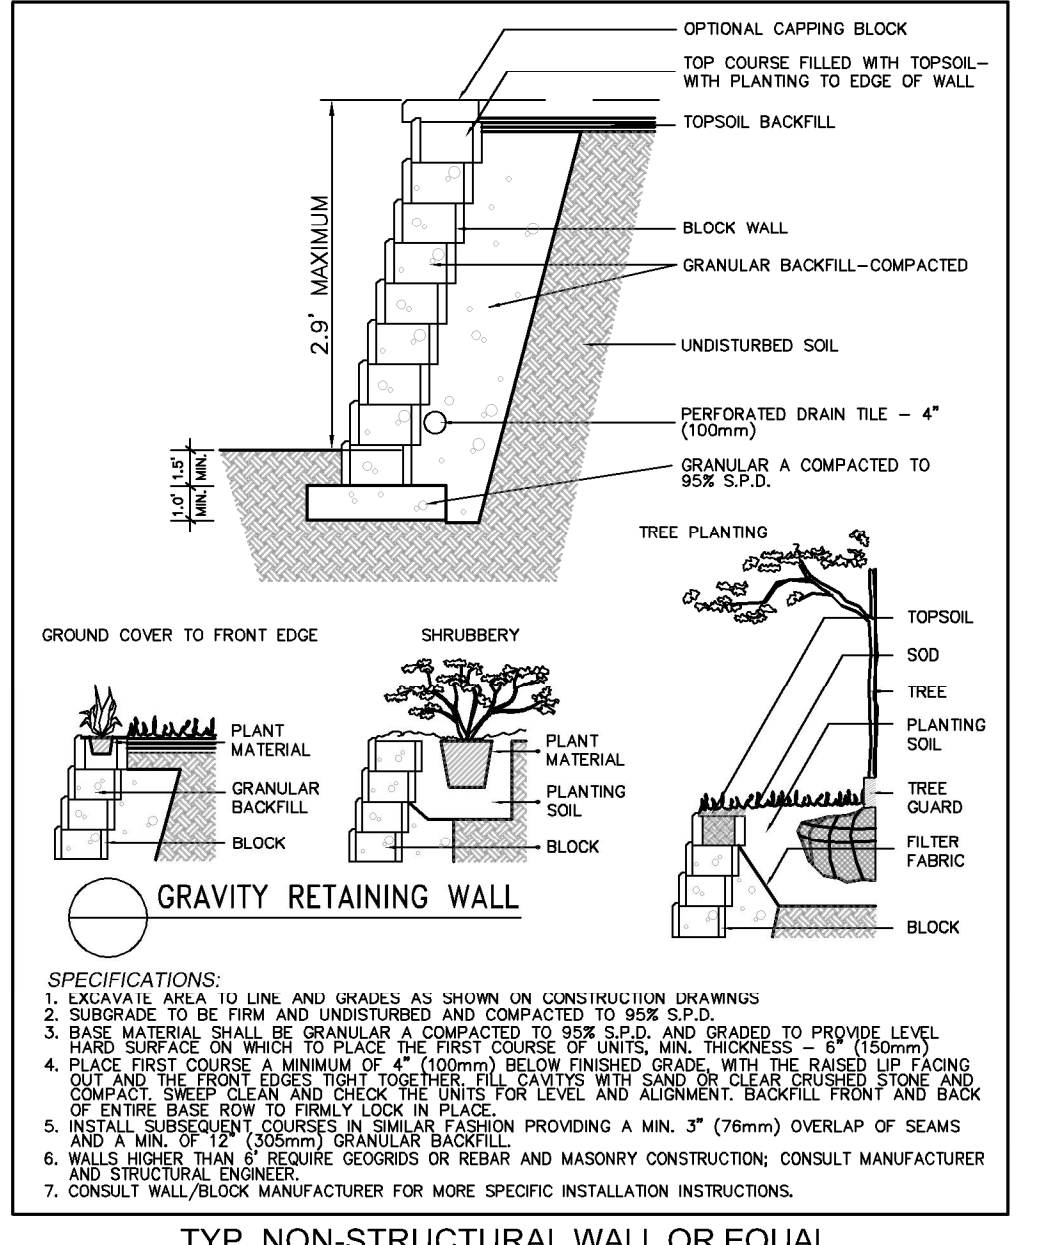 OPTIONAL CAPPING BLOCK
TOP COURSE FILLED WITH TOPSOIL-
WITH PLANTING TO EDGE OF WALL
TOPSOIL BACKFILL
2.9' MAXIMUM
BLOCK WALL
GRANULAR BACKFILL-COMPACTED
UNDISTURBED SOIL
PERFORATED DRAIN TILE - 4"
(100mm)
GRANULAR A COMPACTED TO
95% S.P.D.
1.5'
MIN.
1.0'
MIN.
TREE PLANTING
TOPSOIL
SOD
TREE
PLANTING
SOIL
TREE
GUARD
FILTER
FABRIC
BLOCK
GROUND COVER TO FRONT EDGE
PLANT
MATERIAL
GRANULAR
BACKFILL
BLOCK
SHRUBBERY
PLANT
MATERIAL
PLANTING
SOIL
BLOCK
GRAVITY RETAINING WALL
SPECIFICATIONS:
1. EXCAVATE AREA TO LINE AND GRADES AS SHOWN ON CONSTRUCTION DRAWINGS
2. SUBGRADE TO BE FIRM AND UNDISTURBED AND COMPACTED TO 95% S.P.D.
3. BASE MATERIAL SHALL BE GRANULAR A COMPACTED TO 95% S.P.D. AND GRADED TO PROVIDE LEVEL
HARD SURFACE ON WHICH TO PLACE THE FIRST COURSE OF UNITS, MIN. THICKNESS - 6" (150mm)
4. PLACE FIRST COURSE A MINIMUM OF 4" (100mm) BELOW FINISHED GRADE, WITH THE RAISED LIP FACING
OUT AND THE FRONT EDGES TIGHT TOGETHER. FILL CAVITYS WITH SAND OR CLEAR CRUSHED STONE AND
COMPACT. SWEEP CLEAN AND CHECK THE UNITS FOR LEVEL AND ALIGNMENT. BACKFILL FRONT AND BACK
OF ENTIRE BASE ROW TO FIRMLY LOCK IN PLACE.
5. INSTALL SUBSEQUENT COURSES IN SIMILAR FASHION PROVIDING A MIN. 3" (76mm) OVERLAP OF SEAMS
AND A MIN. OF 12" (305mm) GRANULAR BACKFILL.
6. WALLS HIGHER THAN 6' REQUIRE GEOGRIDS OR REBAR AND MASONRY CONSTRUCTION; CONSULT MANUFACTURER
AND STRUCTURAL ENGINEER.
7. CONSULT WALL/BLOCK MANUFACTURER FOR MORE SPECIFIC INSTALLATION INSTRUCTIONS.
TYP. NON-STRUCTURAL WALL OR EQUAL